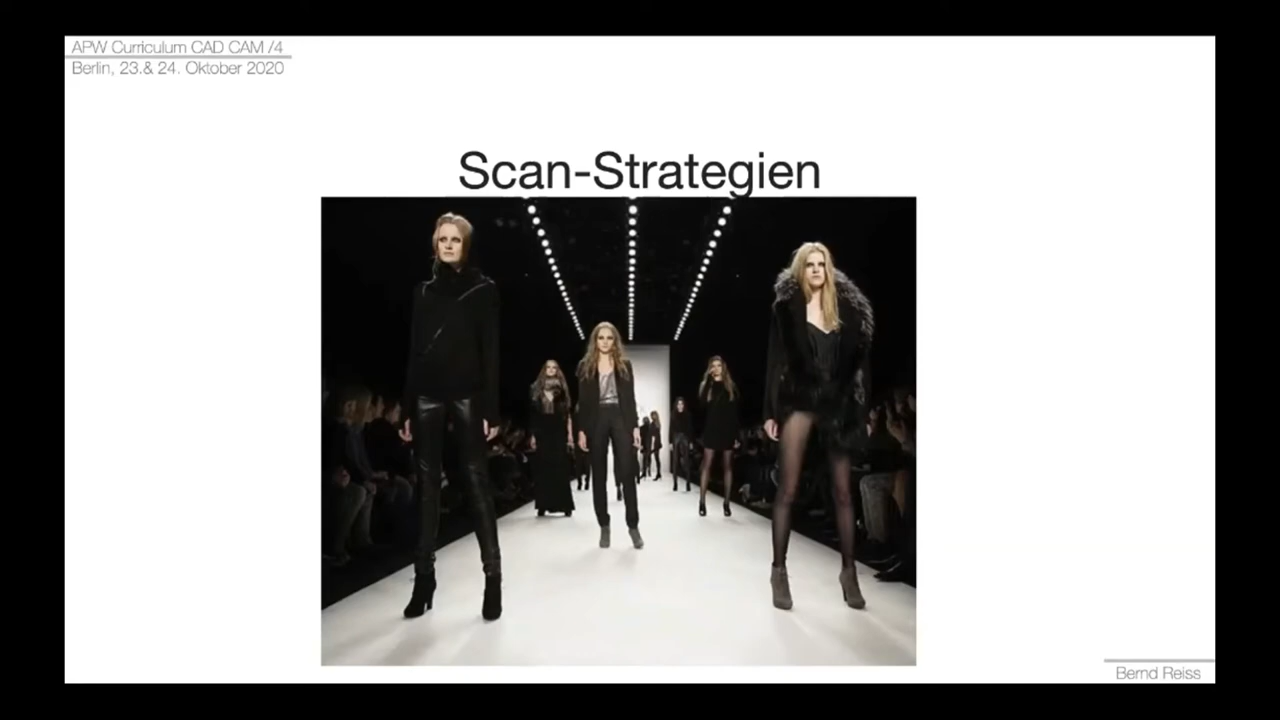 APW Curriculum CAD CAM /4
Berlin, 23.& 24. Oktober 2020
Scan-Strategien
Bernd Reiss